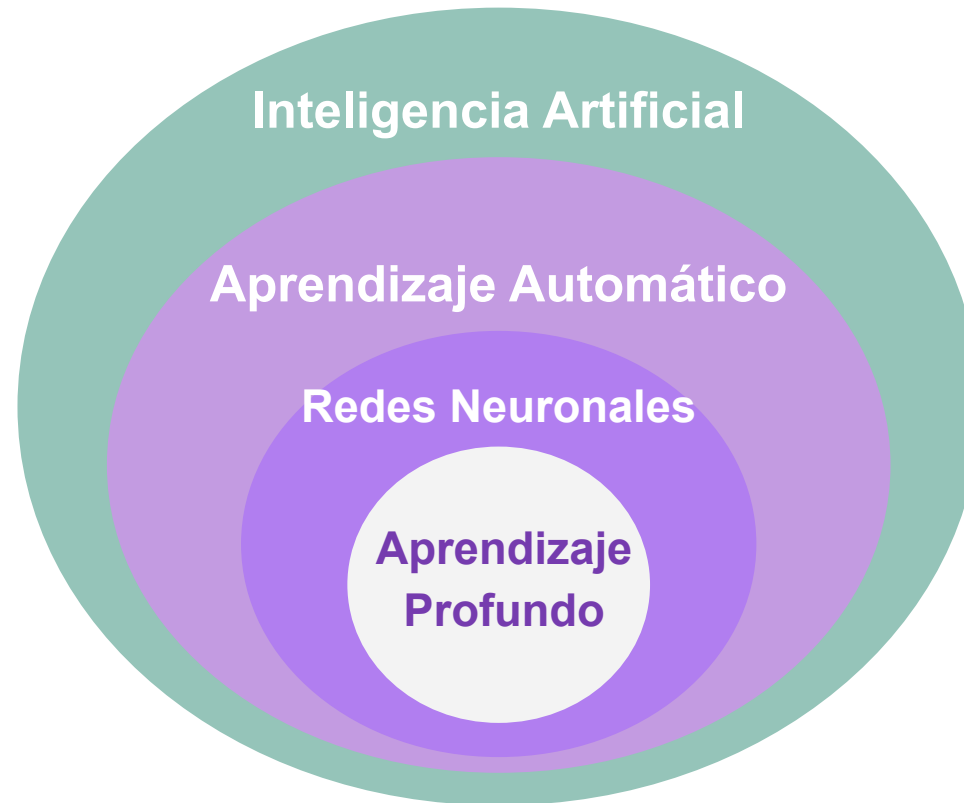 Inteligencia Artificial
Aprendizaje Automático
Redes Neuronales
Aprendizaje
Profundo